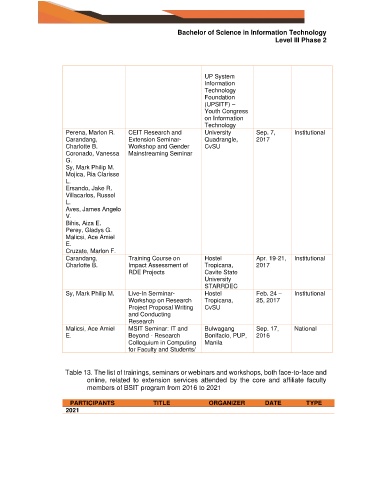 Bachelor of Science in Information Technology
Level III Phase 2
UP System
Information
Technology
Foundation
(UPSITF) –
Youth Congress
on Information
Technology
Perena, Marlon R. CEIT Research and University Sep. 7, Institutional
Carandang, Extension Seminar- Quadrangle, 2017
Charlotte B. Workshop and Gender CvSU
Coronado, Vanessa Mainstreaming Seminar
G.
Sy, Mark Philip M.
Mojica, Ria Clarisse
L.
Ersando, Jake R.
Villacarlos, Russel
L.
Aves, James Angelo
V.
Bihis, Aiza E.
Perey, Gladys G.
Malicsi, Ace Amiel
E.
Cruzate, Marlon F.
Carandang, Training Course on Hostel Apr. 19-21, Institutional
Charlotte B. Impact Assessment of Tropicana, 2017
RDE Projects Cavite State
University
STARRDEC
Sy, Mark Philip M. Live-In Serminar- Hostel Feb. 24 – Institutional
Workshop on Research Tropicana, 25, 2017
Project Proposal Writing CvSU
and Conducting
Research
Malicsi, Ace Amiel MSIT Seminar: IT and Bulwagang Sep. 17, National
E. Beyond - Research Bonifacio, PUP, 2016
Colloquium in Computing Manila
for Faculty and Students/
Table 13. The list of trainings, seminars or webinars and workshops, both face-to-face and
online, related to extension services attended by the core and affiliate faculty
members of BSIT program from 2016 to 2021
PARTICIPANTS TITLE ORGANIZER DATE TYPE
2021